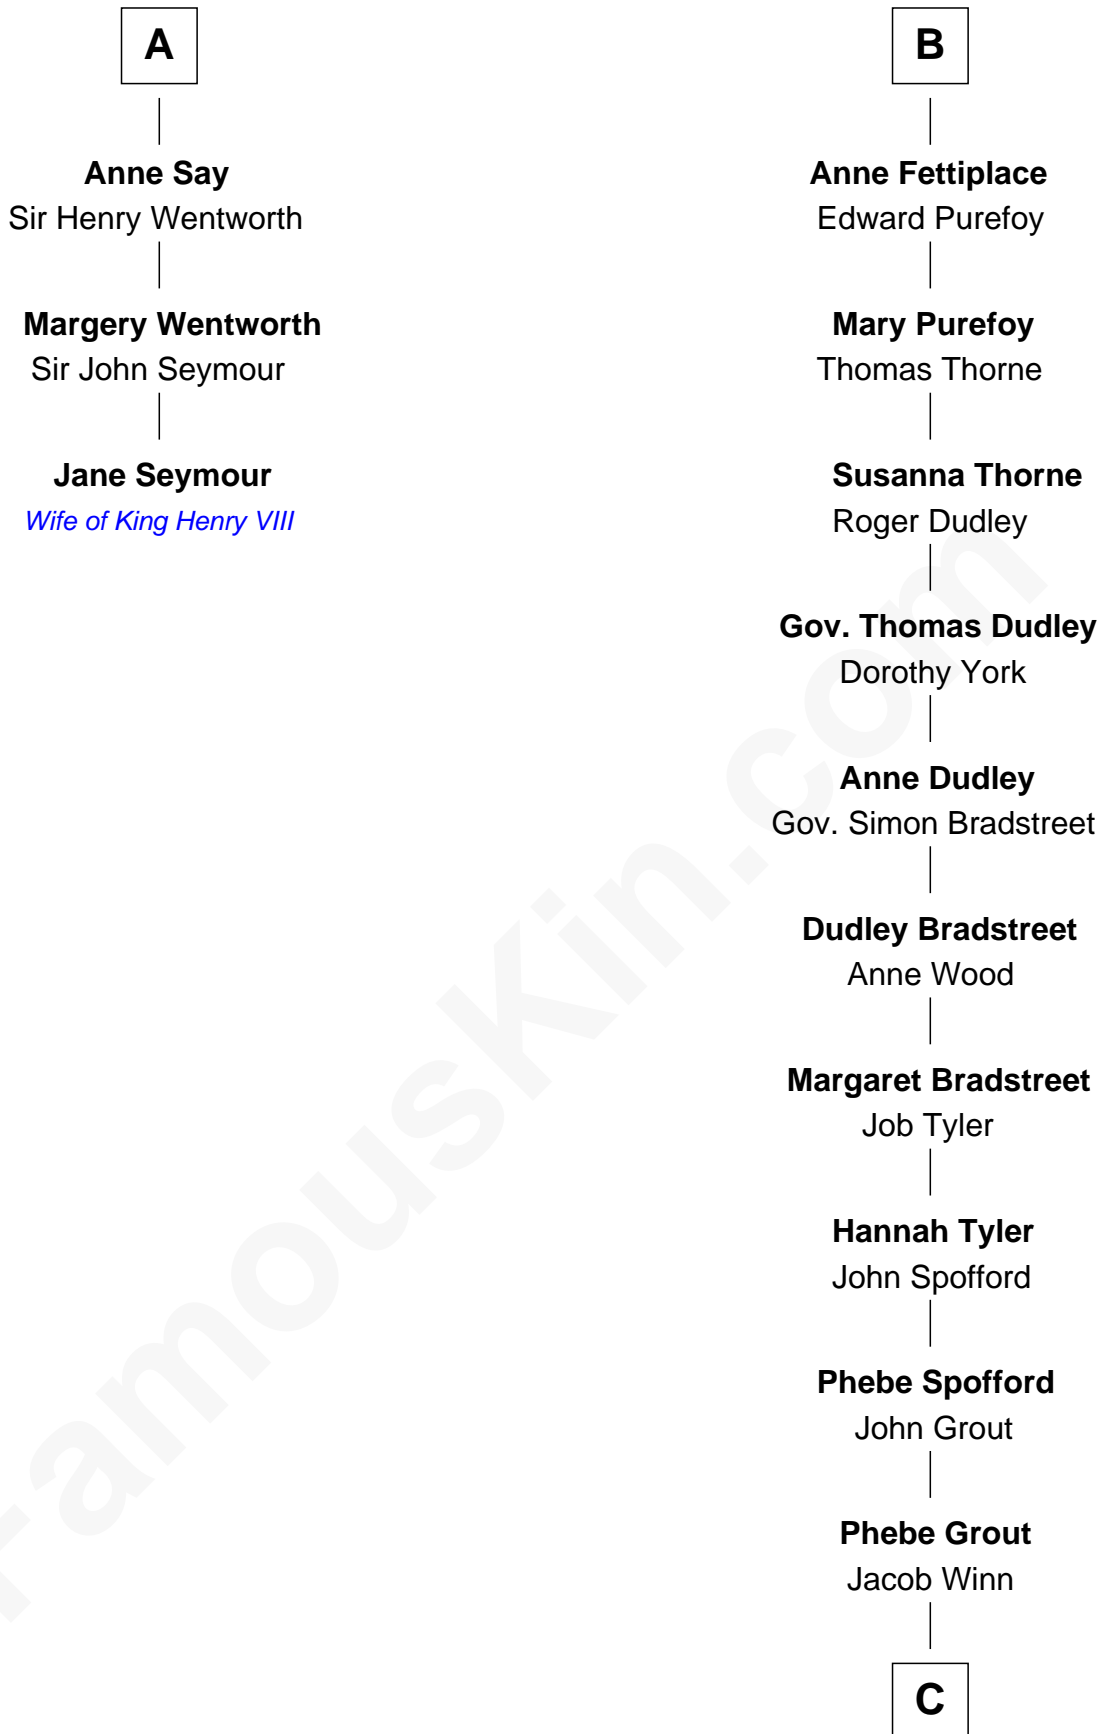 A
Anne Say
Sir Henry Wentworth
Margery Wentworth
Sir John Seymour
Jane Seymour
Wife of King Henry VIII
B
Anne Fettiplace
Edward Purefoy
Mary Purefoy
Thomas Thorne
Susanna Thorne
Roger Dudley
Gov. Thomas Dudley
Dorothy York
Anne Dudley
Gov. Simon Bradstreet
Dudley Bradstreet
Anne Wood
Margaret Bradstreet
Job Tyler
Hannah Tyler
John Spofford
Phebe Spofford
John Grout
Phebe Grout
Jacob Winn
C
FamousKin.com